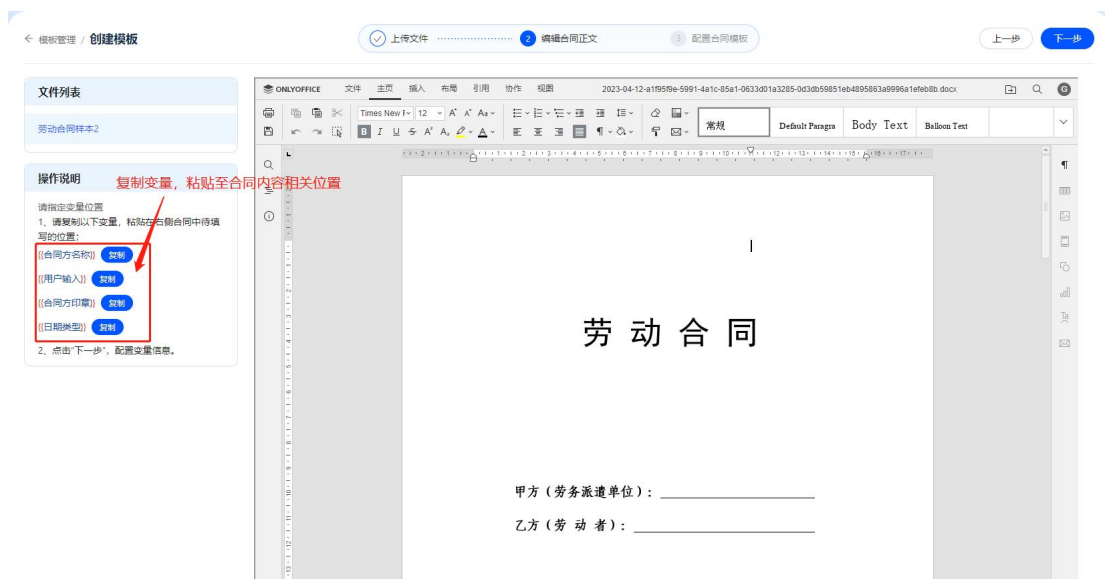 ← 模板管理 / 创建模板
上传文件 2 编辑合同正文 3 配置合同模板
上一步 下一步
文件列表
劳动合同样本2
操作说明
复制变量，粘贴至合同内容相关位置
请指定变量位置
1、请复制以下变量，粘贴在右侧合同中待填
写的位置；
{{合同方名称}} 复制
{{用户输入}} 复制
{{合同方印章}} 复制
{{日期类型}} 复制
2、点击"下一步"，配置变量信息。
ONLYOFFICE 文件 主页 插入 布局 引用 协作 视图 2023-04-12-a1f95f9e-5991-4a1c-85a1-0633d01a3285-0d3db59851eb4895863a9996a1efeb8b.docx G
Times New F 12 Aa
B I U S A A 常规 Default Paragra Body Text Balloon Text
劳动合同
甲方（劳务派遣单位）：
乙方（劳 动 者）：